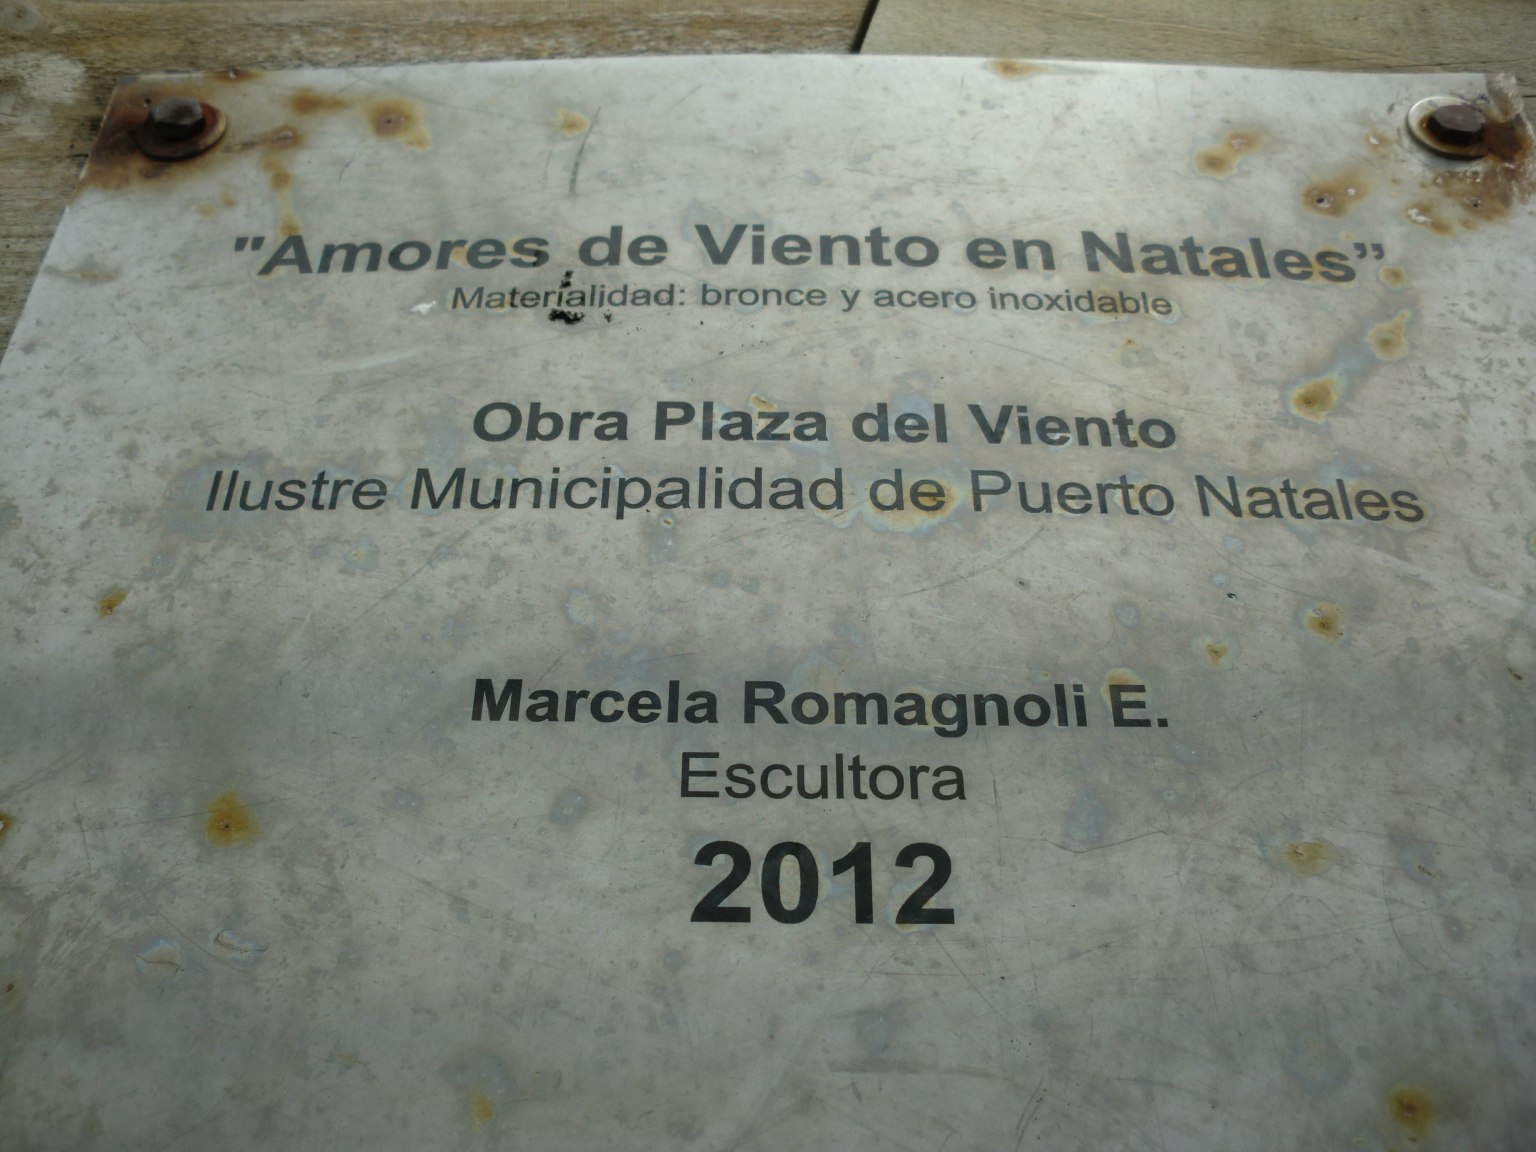 "Amores de Viento en Natales”
Materialidad: bronce y acero inoxidable
Obra Plaza del Viento
Ilustre Municipalidad de Puerto Natales
Marcela Romagnoli E.
Escultora
2012